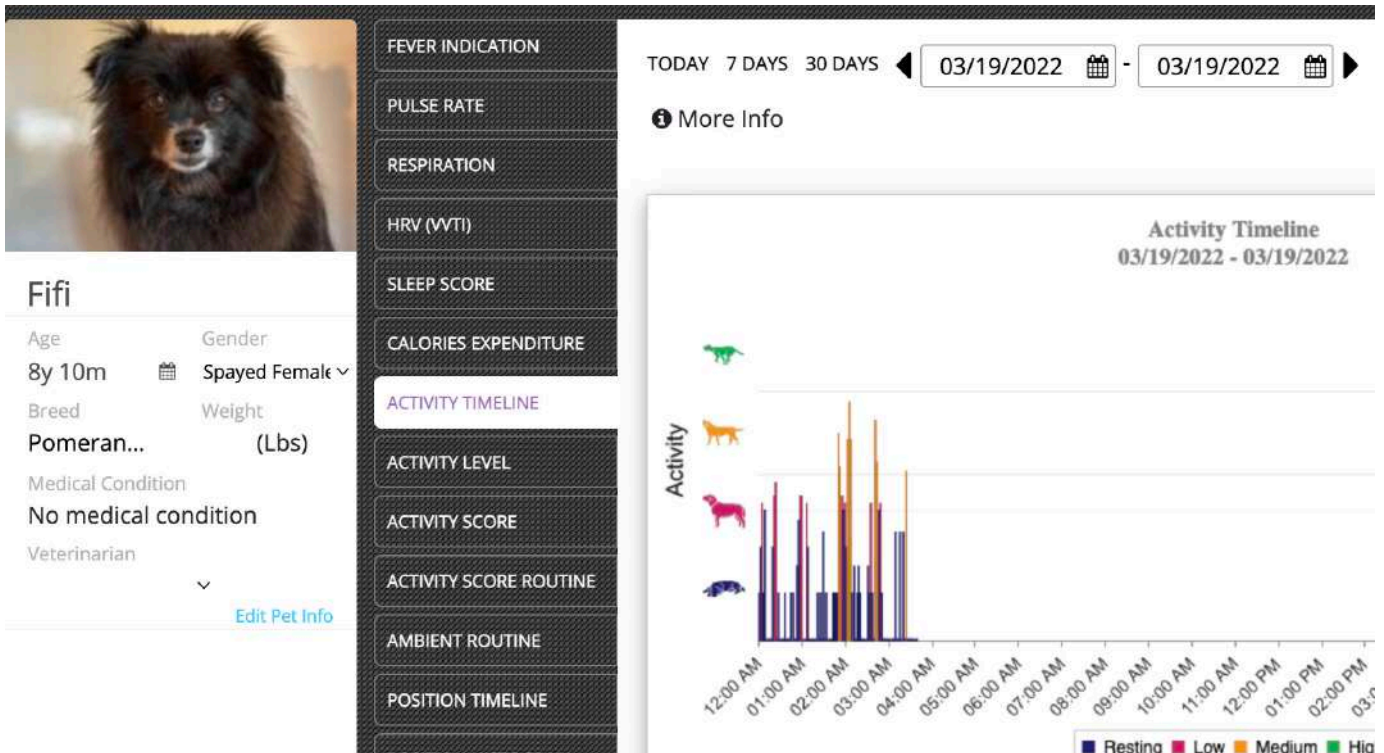 Fifi
Age Gender
8y 10m Spayed Female
Breed Weight
Pomeran... (Lbs)
Medical Condition
No medical condition
Veterinarian
Edit Pet Info
FEVER INDICATION
PULSE RATE
RESPIRATION
HRV (VVTI)
SLEEP SCORE
CALORIES EXPENDITURE
ACTIVITY TIMELINE
ACTIVITY LEVEL
ACTIVITY SCORE
ACTIVITY SCORE ROUTINE
AMBIENT ROUTINE
POSITION TIMELINE
TODAY 7 DAYS 30 DAYS 03/19/2022 - 03/19/2022
More Info
Activity Timeline
03/19/2022 - 03/19/2022
Activity
12:00 AM 01:00 AM 02:00 AM 03:00 AM 04:00 AM 05:00 AM 06:00 AM 07:00 AM 08:00 AM 09:00 AM 10:00 AM 11:00 AM 12:00 PM 01:00 PM 02:00 PM 03:0
Resting Low Medium Hig